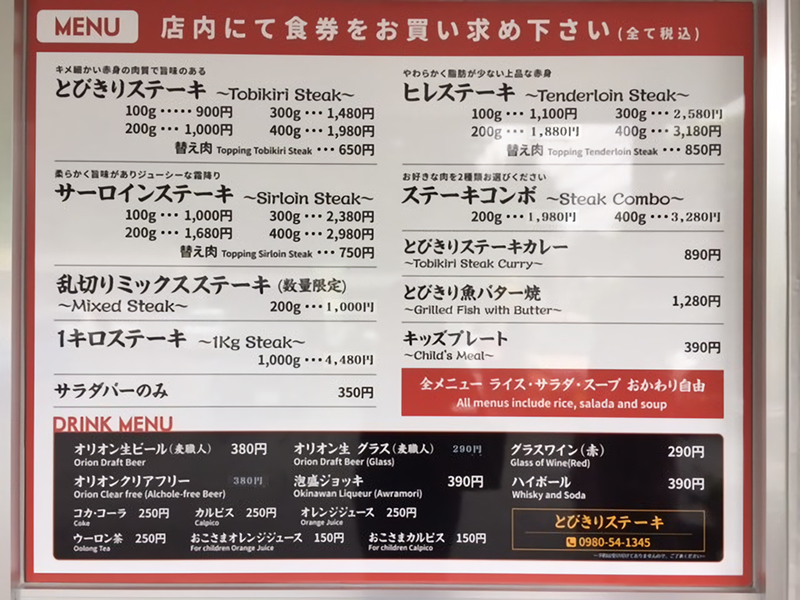 MENU 店内にて食券をお買い求め下さい(全て税込)
キメ細かい赤身の肉質で旨味のある
とびきりステーキ ～Tobikiri Steak～
100g・・・・・900円 300g・・・1,480円
200g・・・1,000円 400g・・・1,980円
替え肉 Topping Tobikiri Steak・・・650円
柔らかく旨味がありジューシーな霜降り
サーロインステーキ ～Sirloin Steak～
100g・・・1,000円 300g・・・2,380円
200g・・・1,680円 400g・・・2,980円
替え肉 Topping Sirloin Steak・・・750円
乱切りミックスステーキ (数量限定)
～Mixed Steak～ 200g・・・1,000円
1キロステーキ ～1Kg Steak～
1,000g・・・4,480円
サラダバーのみ 350円
やわらかく脂肪が少ない上品な赤身
ヒレステーキ ～Tenderloin Steak～
100g・・・1,100円 300g・・・2,580円
200g・・・1,880円 400g・・・3,180円
替え肉 Topping Tenderloin Steak・・・850円
お好きな肉を2種類お選びください
ステーキコンボ ～Steak Combo～
200g・・・1,980円 400g・・・3,280円
とびきりステーキカレー 890円
～Tobikiri Steak Curry～
とびきり魚バター焼 1,280円
～Grilled Fish with Butter～
キッズプレート 390円
～Child's Meal～
全メニュー ライス・サラダ・スープ おかわり自由
All menus include rice, salada and soup
DRINK MENU
オリオン生ビール(麦職人) 380円 オリオン生 グラス(麦職人) 290円 グラスワイン(赤) 290円
Orion Draft Beer Orion Draft Beer (Glass) Glass of Wine(Red)
オリオンクリアフリー 380円 泡盛ジョッキ 390円 ハイボール 390円
Orion Clear free (Alchole-free Beer) Okinawan Liqueur (Awramori) Whisky and Soda
コカ・コーラ 250円 カルピス 250円 オレンジジュース 250円
Coke Calpico Orange Juice
ウーロン茶 250円 おこさまオレンジジュース 150円 おこさまカルピス 150円
Oolong Tea For children Orange Juice For children Calpico
とびきりステーキ
0980-54-1345